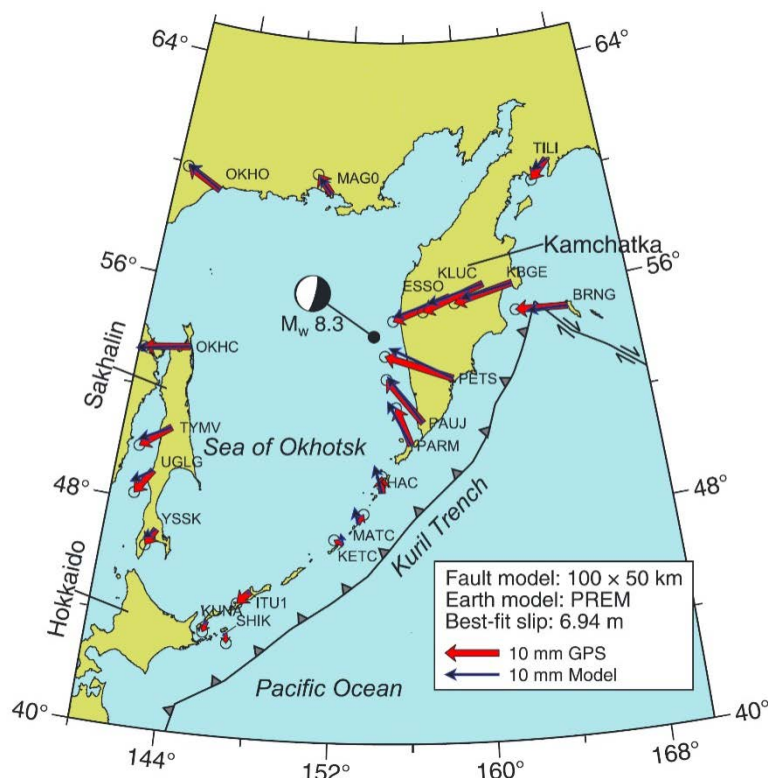 64°
64°
TILI
OKHO
MAG0
Kamchatka
56°
56°
KLUC
KBGE
ESSO
BRNG
Mw 8.3
OKHC
Sakhalin
PETS
TYMV
PAUJ
Sea of Okhotsk
PARM
UGLG
HAC
48°
48°
YSSK
Kuril Trench
MATC
KETC
Hokkaido
Fault model: 100 × 50 km
Earth model: PREM
Best-fit slip: 6.94 m
ITU1
KUNA
SHIK
10 mm GPS
10 mm Model
Pacific Ocean
40°
40°
144°
152°
160°
168°